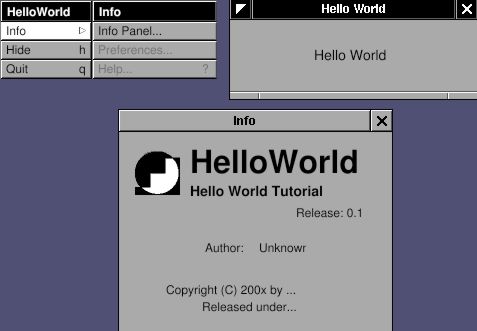 HelloWorld
Info
Hide h
Quit q
Info
Info Panel...
Preferences...
Help... ?
Hello World
Hello World
Info
HelloWorld
Hello World Tutorial
Release: 0.1
Author: Unknowr
Copyright (C) 200x by ...
Released under...